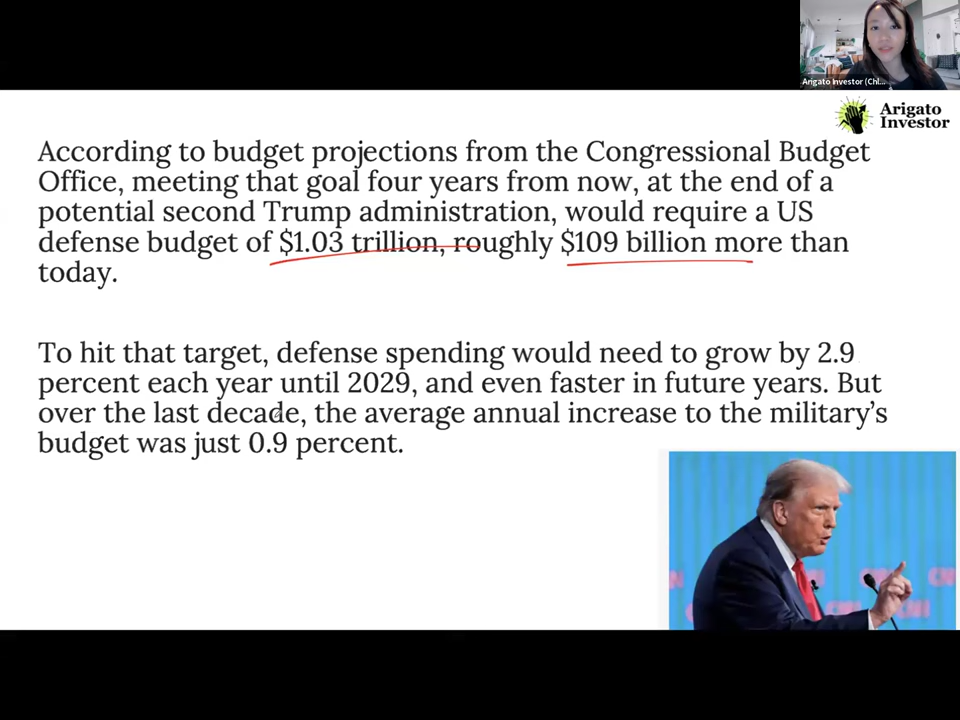 Arigato Investor (Chl...
Arigato
Investor
According to budget projections from the Congressional Budget
Office, meeting that goal four years from now, at the end of a
potential second Trump administration, would require a US
defense budget of $1.03 trillion, roughly $109 billion more than
today.
To hit that target, defense spending would need to grow by 2.9
percent each year until 2029, and even faster in future years. But
over the last decade, the average annual increase to the military’s
budget was just 0.9 percent.
CNN